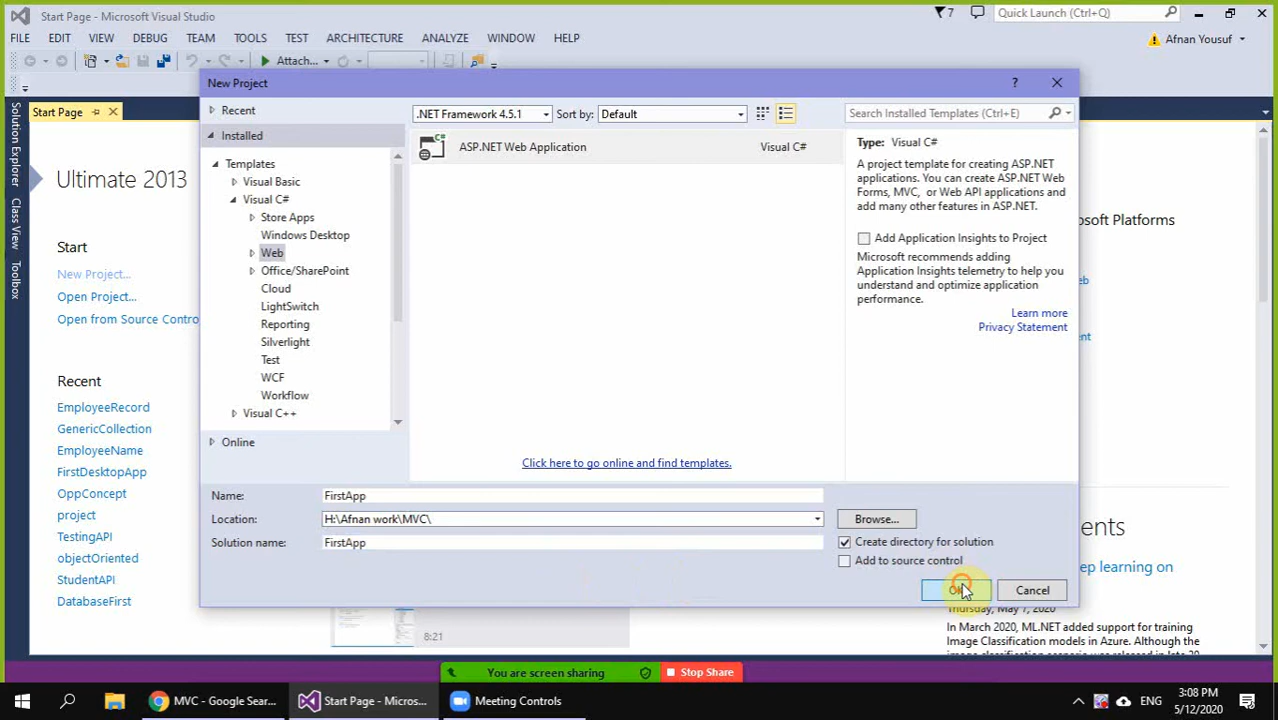 Start Page - Microsoft Visual Studio
7
Quick Launch (Ctrl+Q)
FILE EDIT VIEW DEBUG TEAM TOOLS TEST ARCHITECTURE ANALYZE WINDOW HELP
Afnan Yousuf
Attach...
New Project
?
Start Page
Solution Explorer
Class View
Toolbox
Recent
Installed
.NET Framework 4.5.1
Sort by: Default
Search Installed Templates (Ctrl+E)
Templates
Visual Basic
Visual C#
Store Apps
Windows Desktop
Web
Office/SharePoint
Cloud
LightSwitch
Reporting
Silverlight
Test
WCF
Workflow
Visual C++
Online
C#
ASP.NET Web Application
Visual C#
Type: Visual C#
A project template for creating ASP.NET
applications. You can create ASP.NET Web
Forms, MVC, or Web API applications and
add many other features in ASP.NET.
Add Application Insights to Project
Microsoft recommends adding
Application Insights telemetry to help you
understand and optimize application
performance.
Learn more
Privacy Statement
Click here to go online and find templates.
Name: FirstApp
Location: H:\Afnan work\MVC\
Browse...
Solution name: FirstApp
Create directory for solution
Add to source control
Cancel
Ultimate 2013
Start
New Project...
Open Project...
Open from Source Contro
Recent
EmployeeRecord
GenericCollection
EmployeeName
FirstDesktopApp
OppConcept
project
TestingAPI
objectOriented
StudentAPI
DatabaseFirst
osoft Platforms
eb
ent
ents
ep learning on
Thursday, May 7, 2020
In March 2020, ML.NET added support for training
Image Classification models in Azure. Although the
8:21
You are screen sharing
Stop Share
MVC - Google Sear...
Start Page - Micros...
Meeting Controls
ENG
3:08 PM
5/12/2020